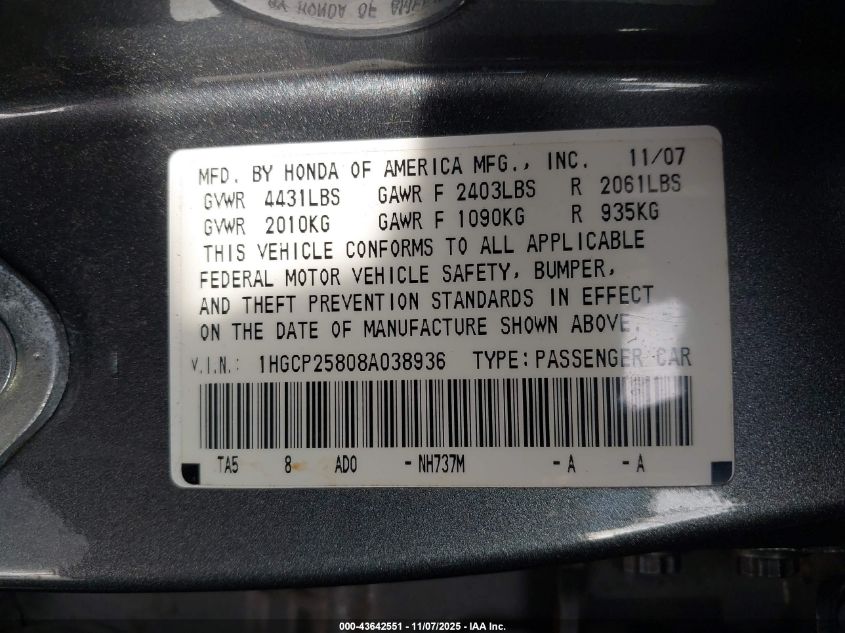 MFD. BY HONDA OF AMERICA MFG., INC. 11/07
GVWR 4431LBS GAWR F 2403LBS R 2061LBS
GVWR 2010KG GAWR F 1090KG R 935KG
THIS VEHICLE CONFORMS TO ALL APPLICABLE
FEDERAL MOTOR VEHICLE SAFETY, BUMPER,
AND THEFT PREVENTION STANDARDS IN EFFECT
ON THE DATE OF MANUFACTURE SHOWN ABOVE.
V.I.N.: 1HGCP25808A038936 TYPE: PASSENGER CAR
TA5 8 AD0 - NH737M - A - A
000-43642551 - 11/07/2025 - IAA Inc.